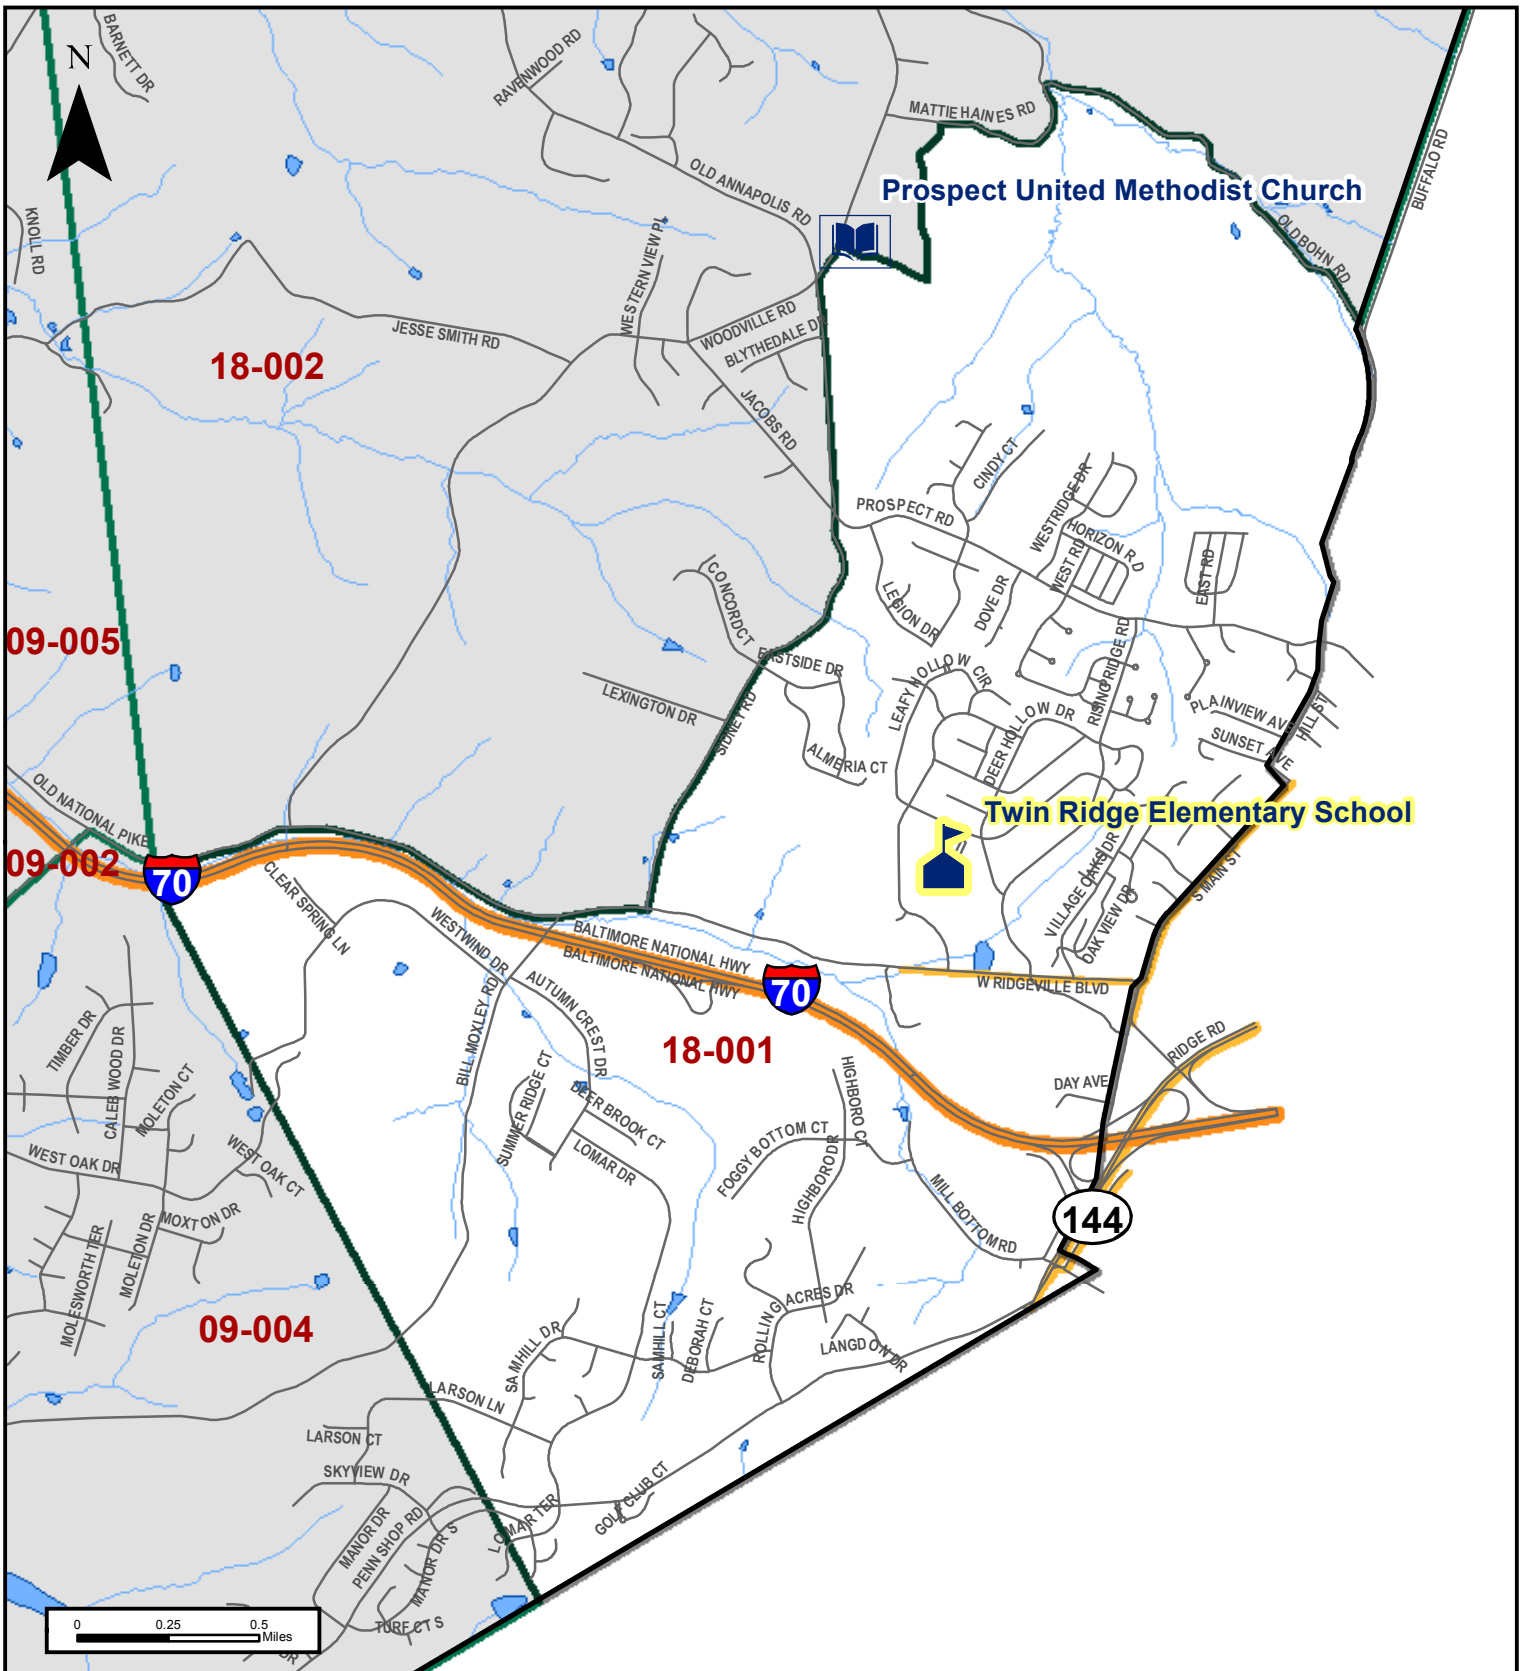 BARNETT DR
N
RAVENWOOD RD
MATTIE HAINES RD
BUFFALO RD
OLD ANNAPOLIS RD
Prospect United Methodist Church
KNOLL RD
OLD BOHN RD
WESTERN VIEW PL
JESSE SMITH RD
WOODVILLE RD
BLYTHEDALE DR
18-002
JACOBS RD
CINDY CT
PROSPECT RD
WESTRIDGE DR
HORIZON RD
WEST RD
EAST RD
CONCORD CT
LEGION DR
DOVE DR
09-005
EASTSIDE DR
LEAFY HOLLOW CIR
RISING RIDGE RD
LEXINGTON DR
SIDNEY RD
DEER HOLLOW DR
PLAINVIEW AVE
HILL ST
SUNSET AVE
ALMERIA CT
OLD NATIONAL PIKE
Twin Ridge Elementary School
09-002
70
S MAIN ST
VILLAGE OAKS DR
OAK VIEW DR
CLEAR SPRING LN
WESTWIND DR
BALTIMORE NATIONAL HWY
BALTIMORE NATIONAL HWY
70
W RIDGEVILLE BLVD
AUTUMN CREST DR
BILL MOXLEY RD
TIMBER DR
CALEB WOOD DR
MOLETON CT
18-001
RIDGE RD
DAY AVE
HIGHBORO CT
SUMMER RIDGE CT
DEER BROOK CT
FOGGY BOTTOM CT
WEST OAK DR
WEST OAK CT
LOMAR DR
HIGHBORO DR
MILL BOTTOM RD
MOXTON DR
144
MOLESWORTH TER
MOLETON DR
09-004
SAMHILL DR
SAMHILL CT
DEBORAH CT
ROLLING ACRES DR
LANGDON DR
LARSON LN
LARSON CT
SKYVIEW DR
MANOR DR
PENN SHOP RD
MANOR DR S
LOMAR TER
GOLF CLUB CT
TURF CT S
DR
0 0.25 0.5
Miles